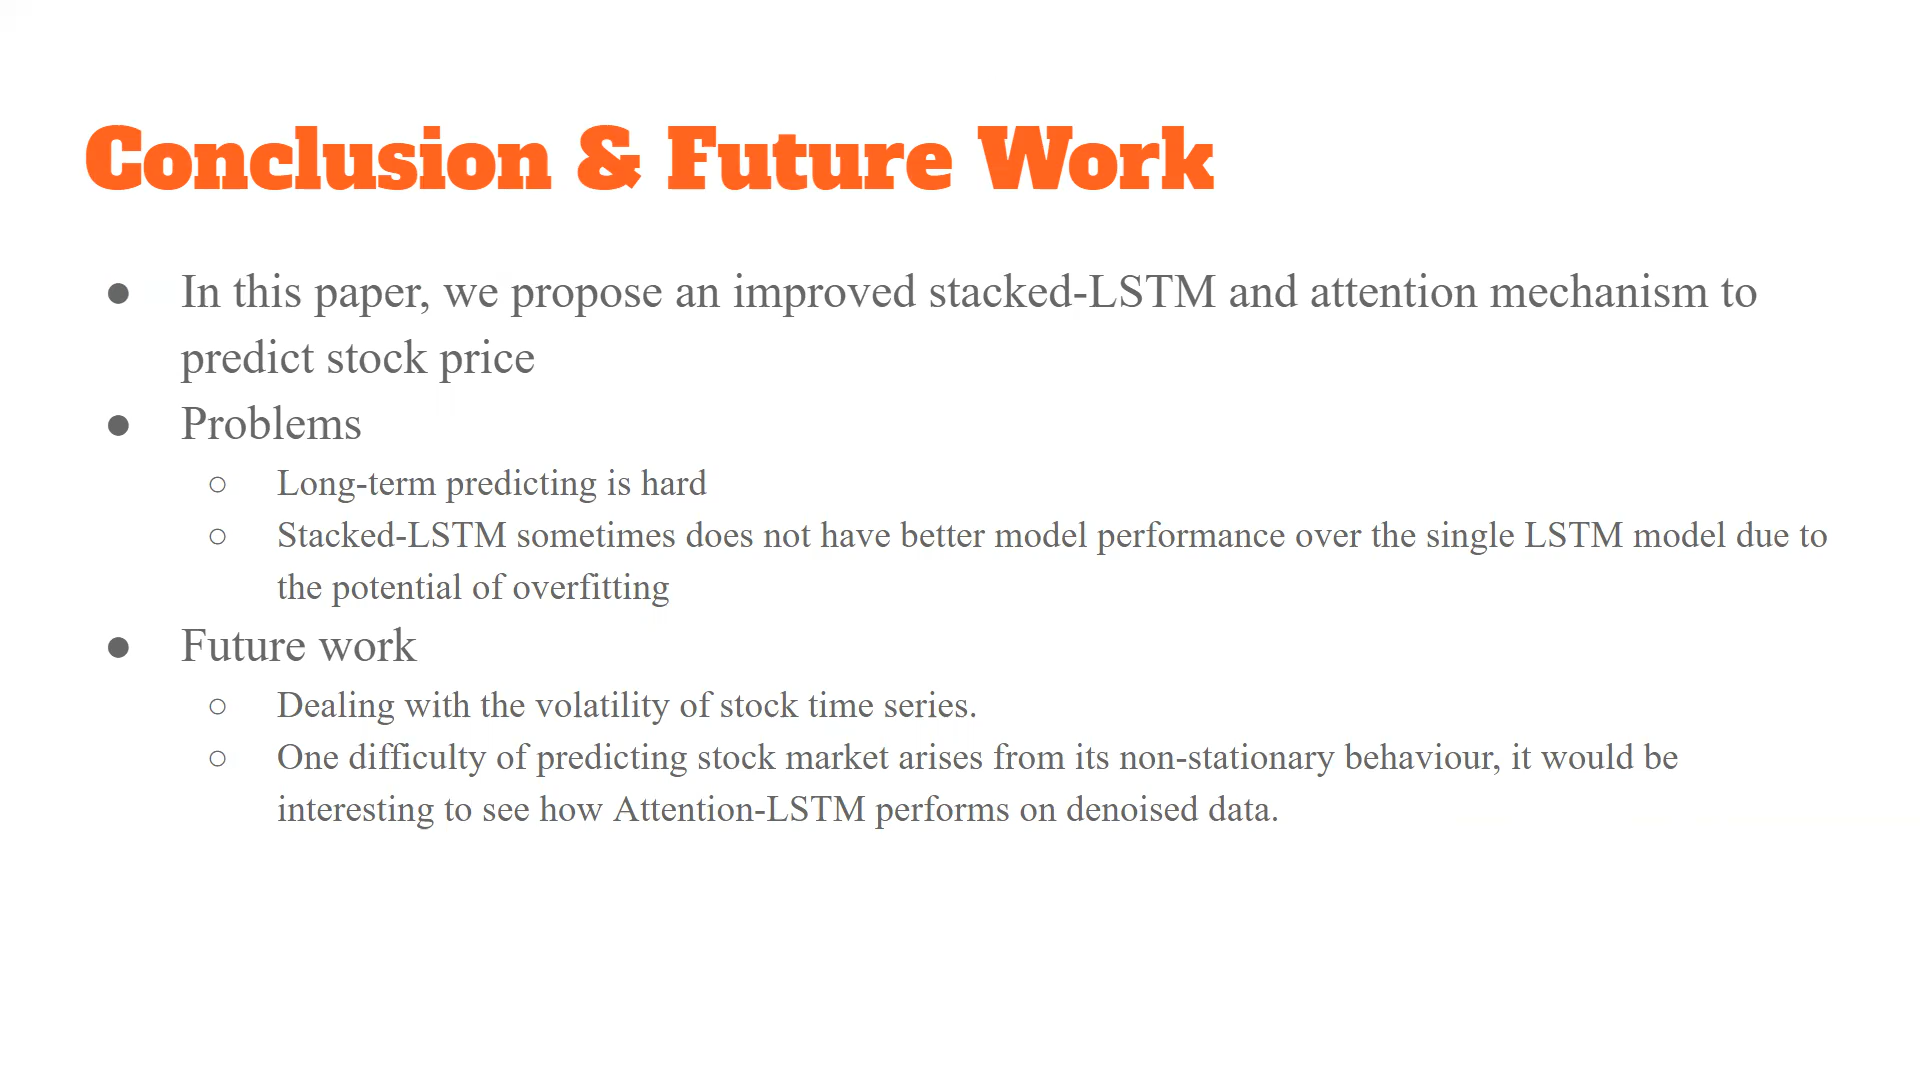 Conclusion & Future Work
● In this paper, we propose an improved stacked-LSTM and attention mechanism to
predict stock price
● Problems
○ Long-term predicting is hard
○ Stacked-LSTM sometimes does not have better model performance over the single LSTM model due to
the potential of overfitting
● Future work
○ Dealing with the volatility of stock time series.
○ One difficulty of predicting stock market arises from its non-stationary behaviour, it would be
interesting to see how Attention-LSTM performs on denoised data.